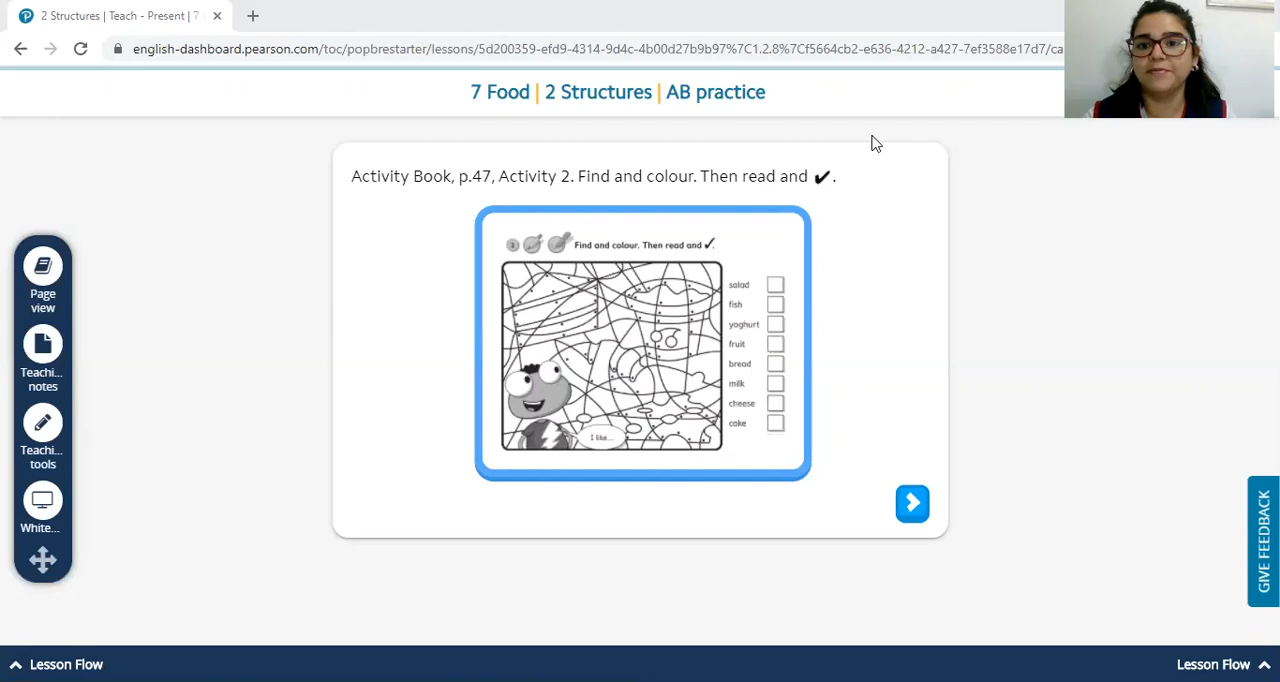 2 Structures | Teach - Present | 7
english-dashboard.pearson.com/toc/popbrestarter/lessons/5d200359-efd9-4314-9d4c-4b00d27b9b97%7C1.2.8%7Cf5664cb2-e636-4212-a427-7ef3588e17d7/ca
7 Food | 2 Structures | AB practice
Activity Book, p.47, Activity 2. Find and colour. Then read and ✔.
2 Find and colour. Then read and ✓.
salad
fish
yoghurt
fruit
bread
milk
cheese
cake
I like...
Page
view
Teachi...
notes
Teachi...
tools
White...
GIVE FEEDBACK
Lesson Flow
Lesson Flow